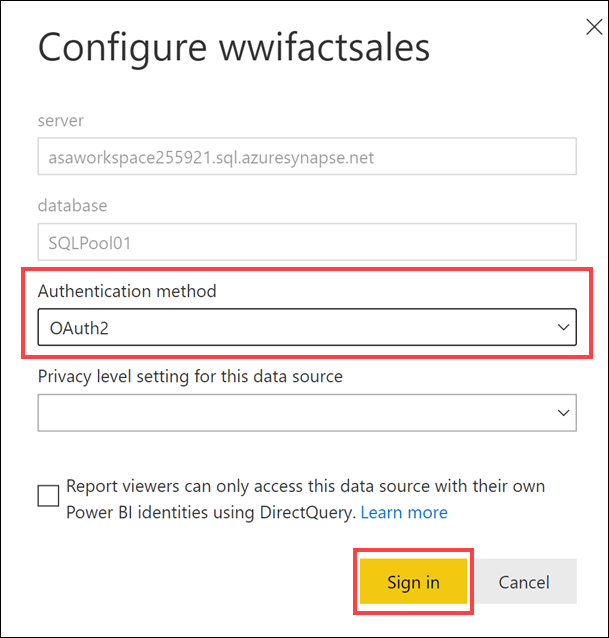 Configure wwifactsales
server
asaworkspace255921.sql.azuresynapse.net
database
SQLPool01
Authentication method
OAuth2
Privacy level setting for this data source
Report viewers can only access this data source with their own
Power BI identities using DirectQuery. Learn more
Sign in
Cancel